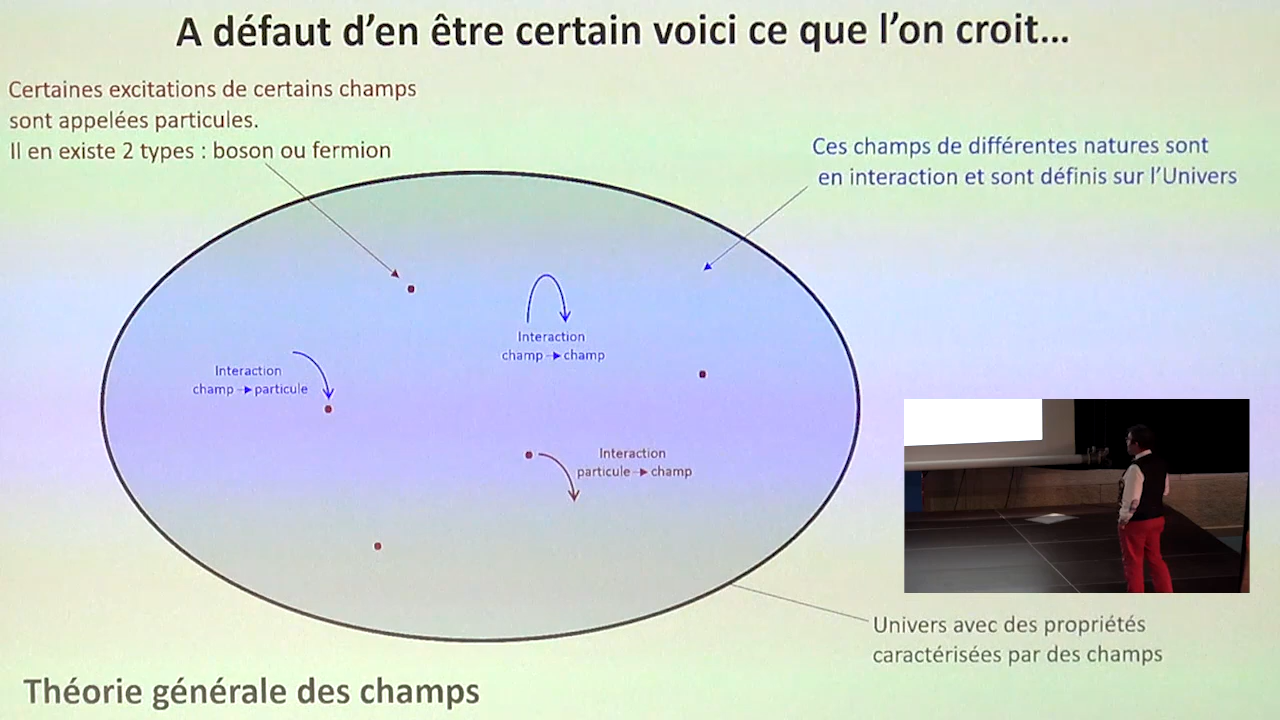 A défaut d’en être certain voici ce que l’on croit...
Certaines excitations de certains champs
sont appelées particules.
Il en existe 2 types : boson ou fermion
Ces champs de différentes natures sont
en interaction et sont définis sur l’Univers
Interaction
champ → champ
Interaction
champ → particule
Interaction
particule → champ
Univers avec des propriétés
caractérisées par des champs
Théorie générale des champs